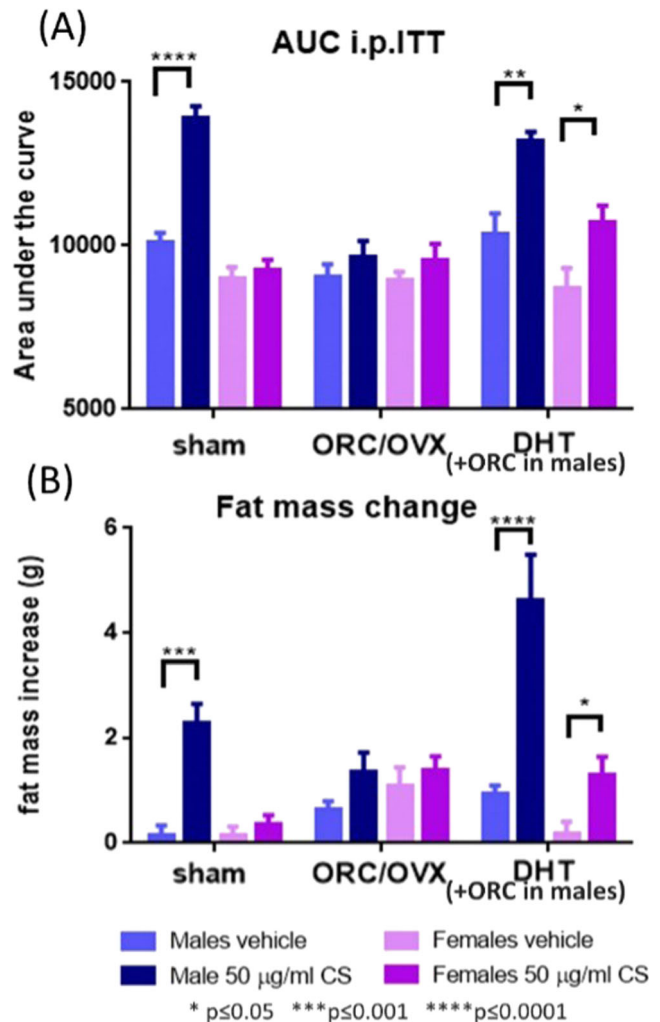 (A)
AUC i.p.ITT
Area under the curve
15000
10000
5000
****
**
*
sham
ORC/OVX
DHT
(+ORC in males)
(B)
Fat mass change
fat mass increase (g)
6
4
2
0
***
****
*
sham
ORC/OVX
DHT
(+ORC in males)
Males vehicle
Females vehicle
Male 50 µg/ml CS
Females 50 µg/ml CS
* p≤0.05 ***p≤0.001 ****p≤0.0001